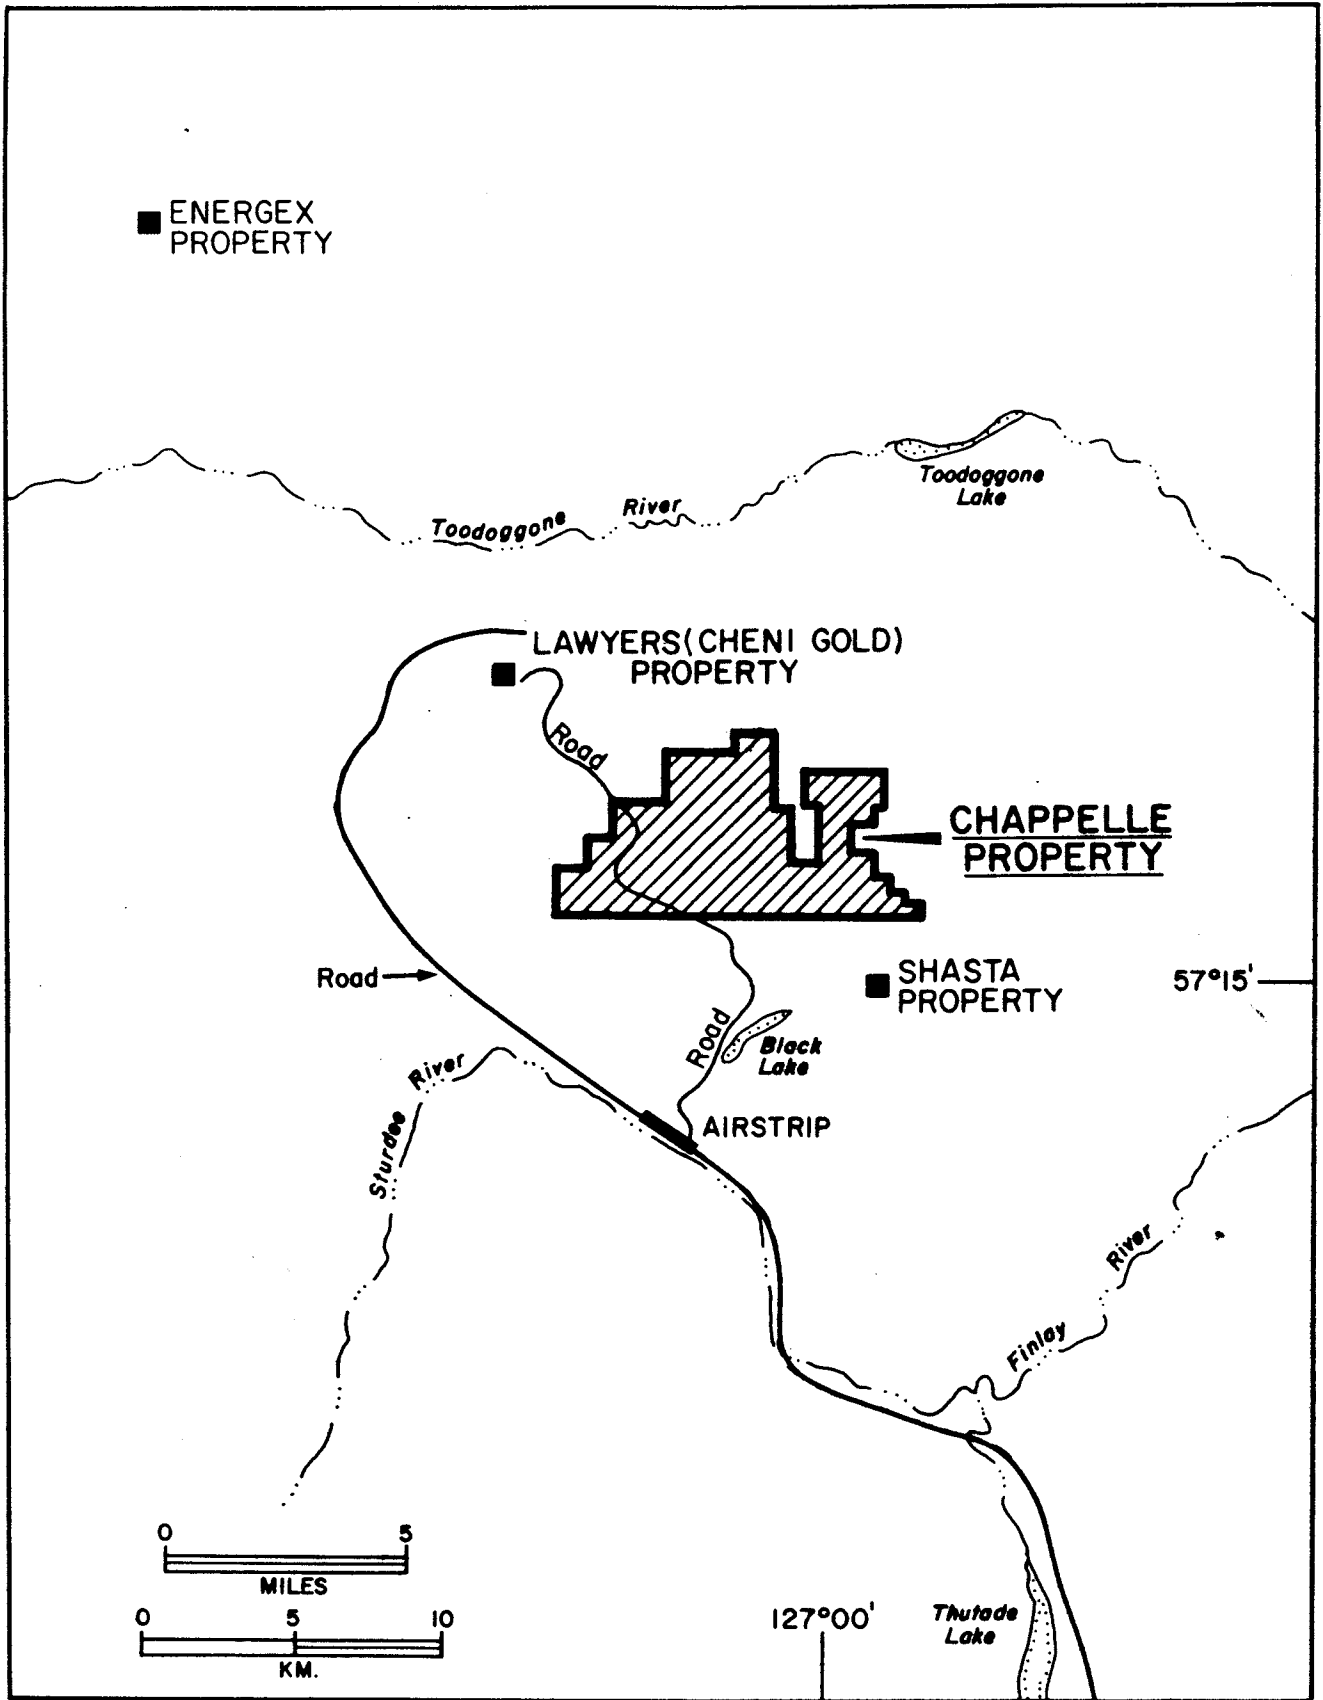 ENERGEX
PROPERTY
Toodoggone
Lake
Toodoggone River
LAWYERS (CHENI GOLD)
PROPERTY
Road
CHAPPELLE
PROPERTY
Road
SHASTA
PROPERTY
57°15'
Road
Black
Lake
Sturdee River
AIRSTRIP
Finlay River
0 5
MILES
0 5 10
KM.
127°00'
Thutade
Lake